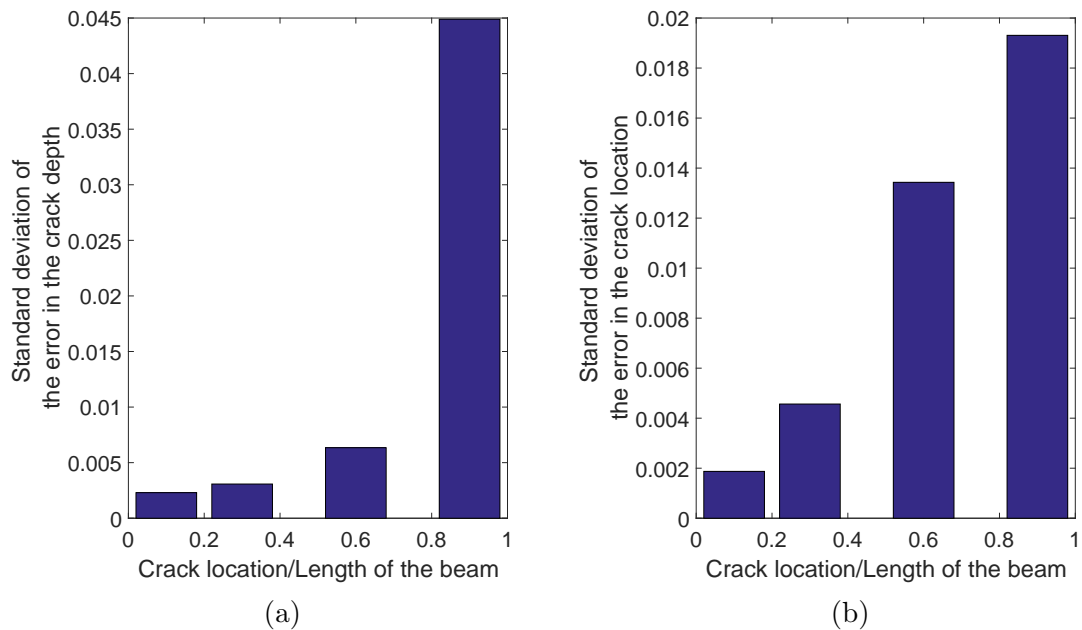 Standard deviation of
the error in the crack depth
0.045
0.04
0.035
0.03
0.025
0.02
0.015
0.01
0.005
0
0 0.2 0.4 0.6 0.8 1
Crack location/Length of the beam
(a)
Standard deviation of
the error in the crack location
0.02
0.018
0.016
0.014
0.012
0.01
0.008
0.006
0.004
0.002
0
0 0.2 0.4 0.6 0.8 1
Crack location/Length of the beam
(b)